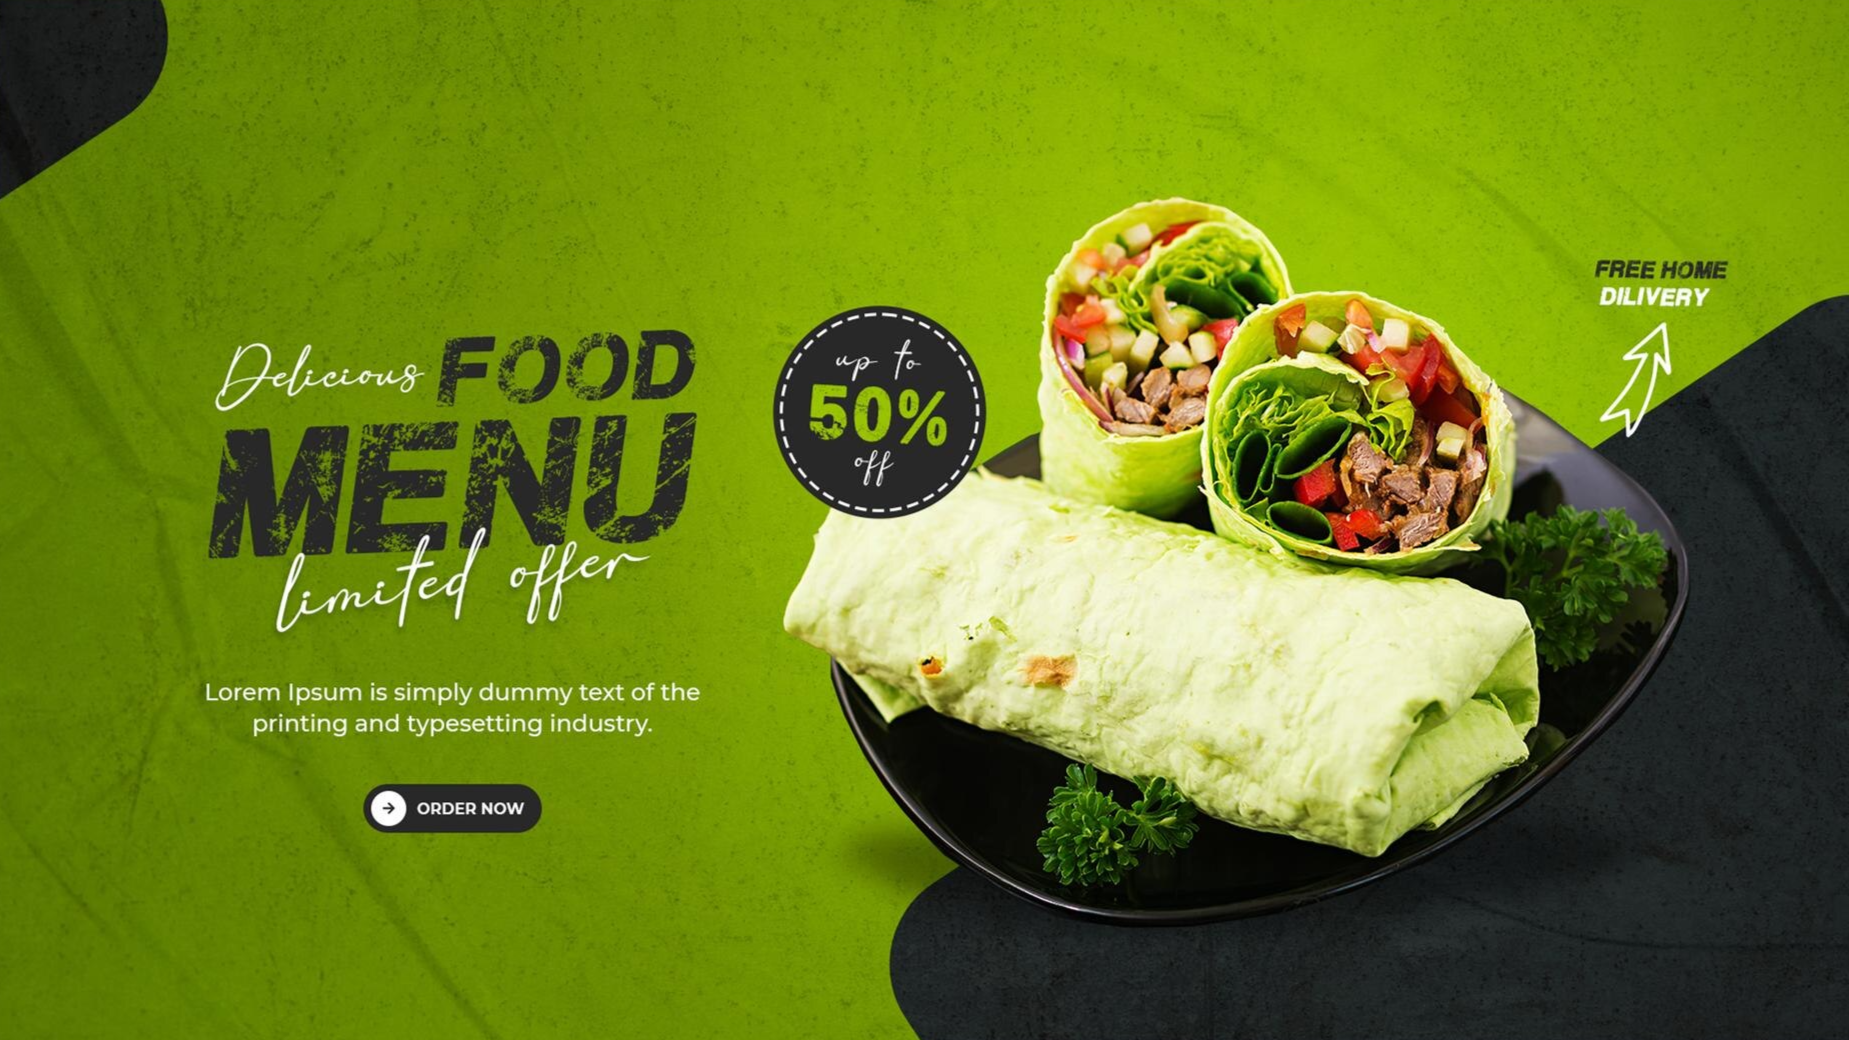 Delicious FOOD
MENU
limited offer
Lorem Ipsum is simply dummy text of the
printing and typesetting industry.
ORDER NOW
up to
50%
off
FREE HOME
DILIVERY